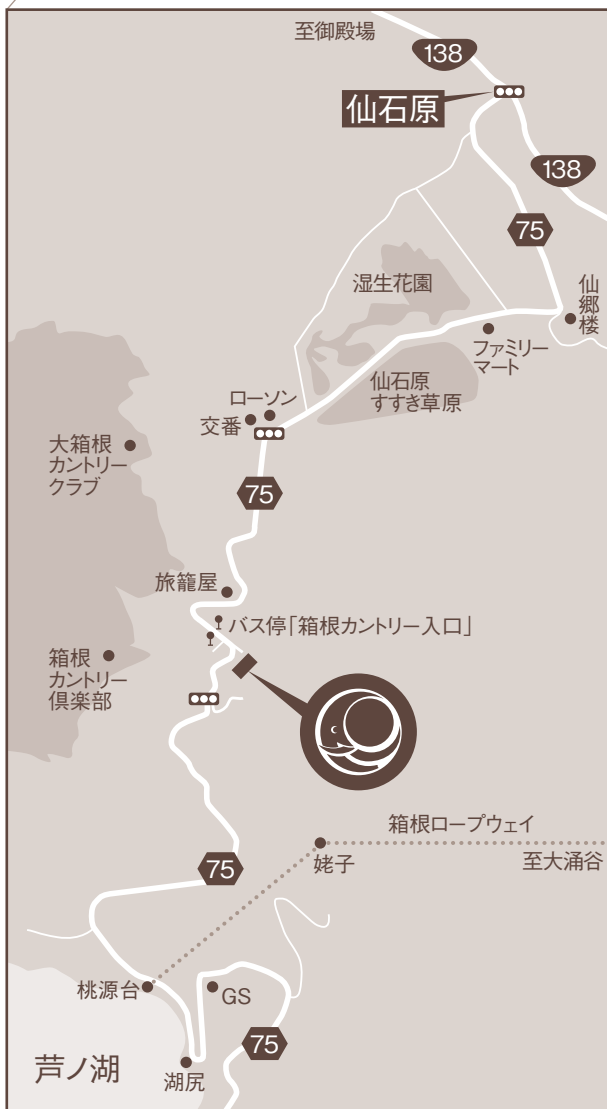 至御殿場
138
仙石原
138
75
湿生花園
仙郷楼
ファミリー
マート
仙石原
すすき草原
ローソン
交番
大箱根
カントリー
クラブ
75
旅籠屋
バス停「箱根カントリー入口」
箱根
カントリー
倶楽部
箱根ロープウェイ
姥子
至大涌谷
75
桃源台
GS
75
芦ノ湖
湖尻